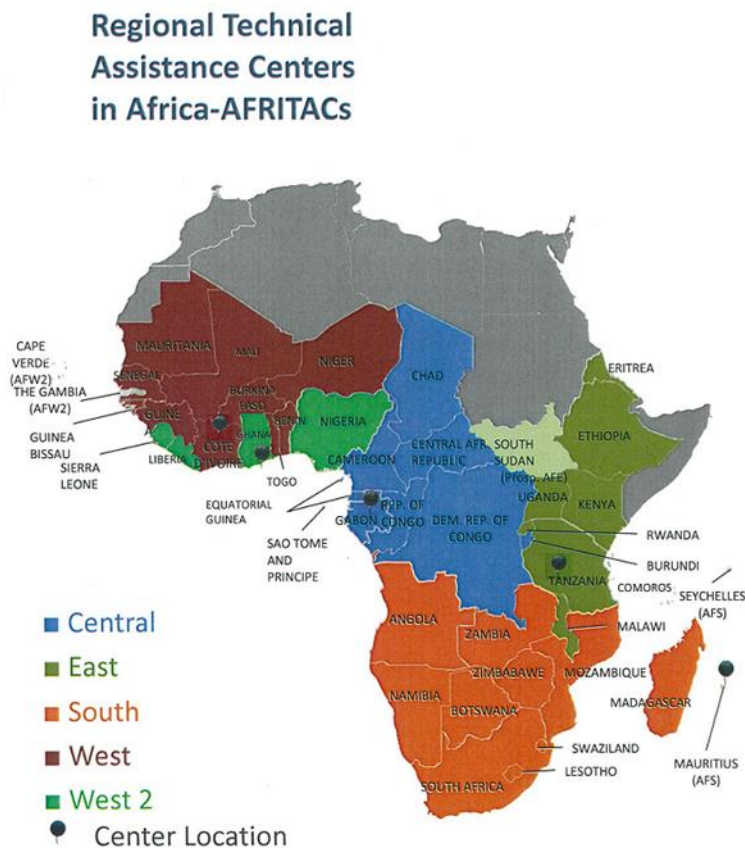 Regional Technical
Assistance Centers
in Africa-AFRITACs
CAPE
VERDE
(AFW2)
THE GAMBIA
(AFW2)
GUINEA
BISSAU
SIERRA
LEONE
MAURITANIA
MALI
NIGER
SENEGAL
BURKINA
FASO
GUINE
A
COTE
D'IVOIRE
GHANA
BENIN
NIGERIA
LIBERIA
TOGO
CHAD
ERITREA
ETHIOPIA
CENTRAL AFR.
REPUBLIC
SOUTH
SUDAN
(Prosp. AFE)
CAMEROON
UGANDA
KENYA
EQUATORIAL
GUINEA
GABON
REP. OF
CONGO
DEM. REP. OF
CONGO
RWANDA
BURUNDI
SAO TOME
AND
PRINCIPE
TANZANIA
COMOROS
SEYCHELLES
(AFS)
ANGOLA
ZAMBIA
MALAWI
ZIMBABWE
MOZAMBIQUE
NAMIBIA
BOTSWANA
MADAGASCAR
SWAZILAND
LESOTHO
SOUTH AFRICA
MAURITIUS
(AFS)
Central
East
South
West
West 2
Center Location